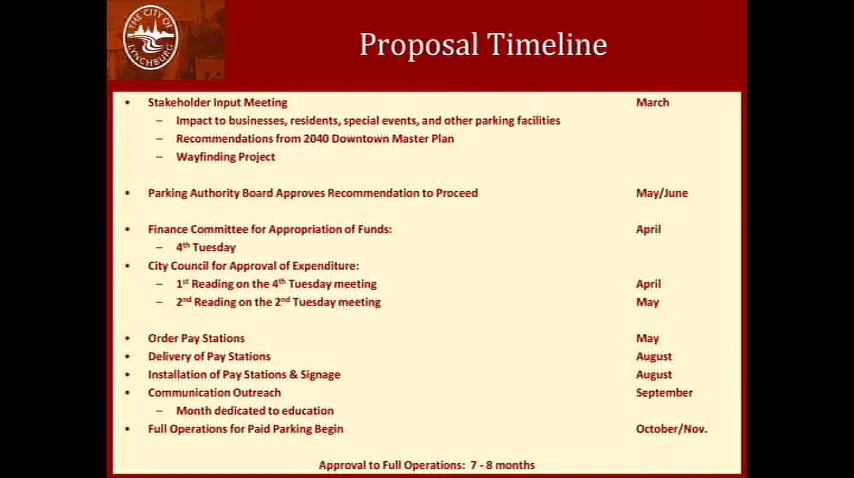 THE CITY OF
LYNCHBURG
Proposal Timeline
• Stakeholder Input Meeting March
– Impact to businesses, residents, special events, and other parking facilities
– Recommendations from 2040 Downtown Master Plan
– Wayfinding Project
• Parking Authority Board Approves Recommendation to Proceed May/June
• Finance Committee for Appropriation of Funds: April
– 4th Tuesday
• City Council for Approval of Expenditure:
– 1st Reading on the 4th Tuesday meeting April
– 2nd Reading on the 2nd Tuesday meeting May
• Order Pay Stations May
• Delivery of Pay Stations August
• Installation of Pay Stations & Signage August
• Communication Outreach September
– Month dedicated to education
• Full Operations for Paid Parking Begin October/Nov.
Approval to Full Operations: 7 - 8 months